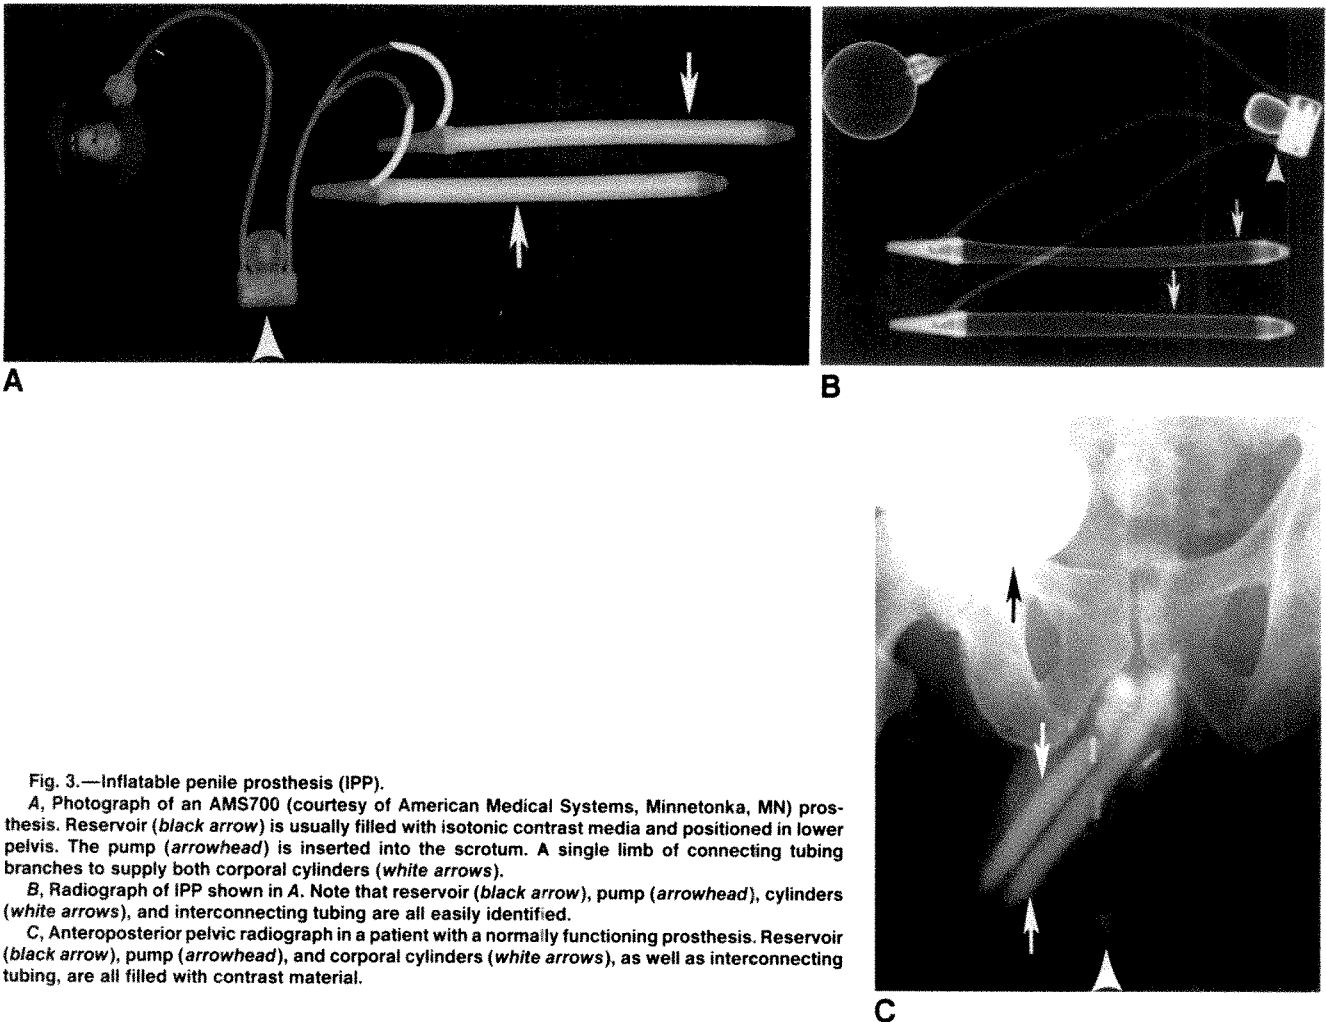 A
B
C
Fig. 3.—Inflatable penile prosthesis (IPP).
A, Photograph of an AMS700 (courtesy of American Medical Systems, Minnetonka, MN) pros-
thesis. Reservoir (black arrow) is usually filled with isotonic contrast media and positioned in lower
pelvis. The pump (arrowhead) is inserted into the scrotum. A single limb of connecting tubing
branches to supply both corporal cylinders (white arrows).
B, Radiograph of IPP shown in A. Note that reservoir (black arrow), pump (arrowhead), cylinders
(white arrows), and interconnecting tubing are all easily identified.
C, Anteroposterior pelvic radiograph in a patient with a normally functioning prosthesis. Reservoir
(black arrow), pump (arrowhead), and corporal cylinders (white arrows), as well as interconnecting
tubing, are all filled with contrast material.